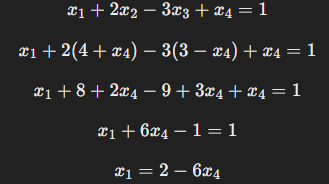 x₁ + 2x₂ − 3x₃ + x₄ = 1
x₁ + 2(4 + x₄) − 3(3 − x₄) + x₄ = 1
x₁ + 8 + 2x₄ − 9 + 3x₄ + x₄ = 1
x₁ + 6x₄ − 1 = 1
x₁ = 2 − 6x₄